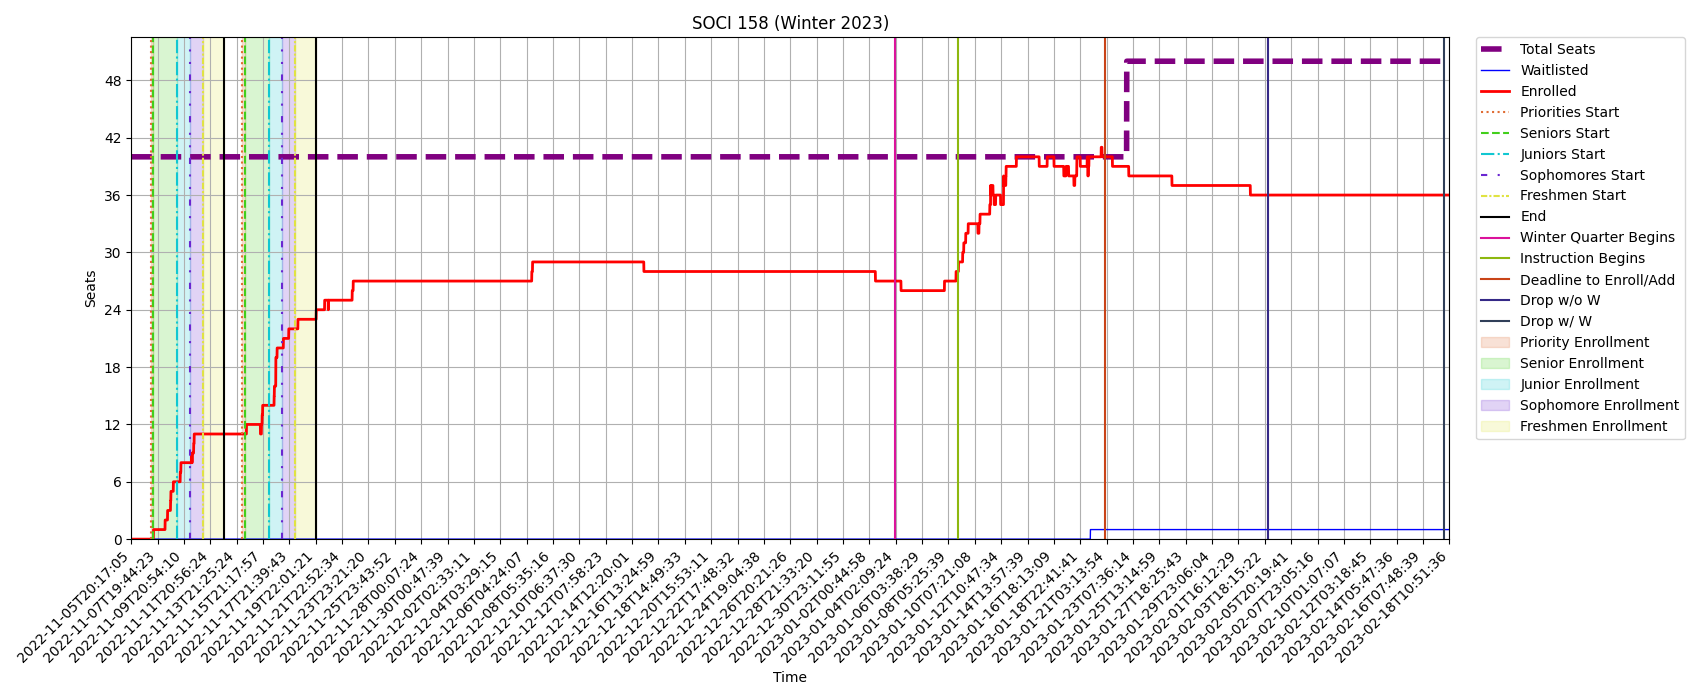 SOCI 158 (Winter 2023)
Seats
48
42
36
30
24
18
12
6
0
2022-11-05T20:17:05
2022-11-07T19:44:23
2022-11-09T20:54:10
2022-11-11T20:56:24
2022-11-13T21:25:24
2022-11-15T21:17:57
2022-11-17T21:39:43
2022-11-19T22:01:21
2022-11-21T22:52:34
2022-11-23T23:21:20
2022-11-25T23:43:52
2022-11-28T00:07:24
2022-11-30T00:47:39
2022-12-02T02:33:11
2022-12-04T03:29:15
2022-12-06T04:24:07
2022-12-08T05:35:16
2022-12-10T06:37:30
2022-12-12T07:58:23
2022-12-14T12:20:01
2022-12-16T13:24:59
2022-12-18T14:49:33
2022-12-20T15:53:11
2022-12-22T17:48:32
2022-12-24T19:04:38
2022-12-26T20:21:26
2022-12-28T21:33:20
2022-12-30T23:11:55
2023-01-02T00:44:58
2023-01-04T02:09:24
2023-01-06T03:38:29
2023-01-08T05:25:39
2023-01-10T07:21:08
2023-01-12T10:47:34
2023-01-14T13:57:39
2023-01-16T18:13:09
2023-01-18T22:41:41
2023-01-21T03:13:54
2023-01-23T07:36:14
2023-01-25T13:14:59
2023-01-27T18:25:43
2023-01-29T23:06:04
2023-02-01T16:12:29
2023-02-03T18:15:22
2023-02-05T20:19:41
2023-02-07T23:05:16
2023-02-10T01:07:07
2023-02-12T03:18:45
2023-02-14T05:47:36
2023-02-16T07:48:39
2023-02-18T10:51:36
Time
Total Seats
Waitlisted
Enrolled
Priorities Start
Seniors Start
Juniors Start
Sophomores Start
Freshmen Start
End
Winter Quarter Begins
Instruction Begins
Deadline to Enroll/Add
Drop w/o W
Drop w/ W
Priority Enrollment
Senior Enrollment
Junior Enrollment
Sophomore Enrollment
Freshmen Enrollment